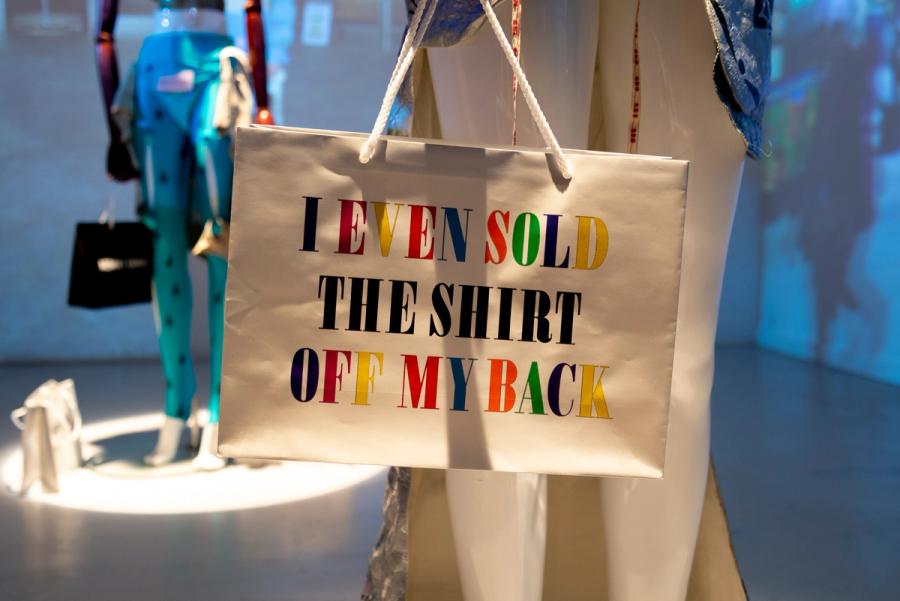 I EVEN SOLD
THE SHIRT
OFF MY BACK